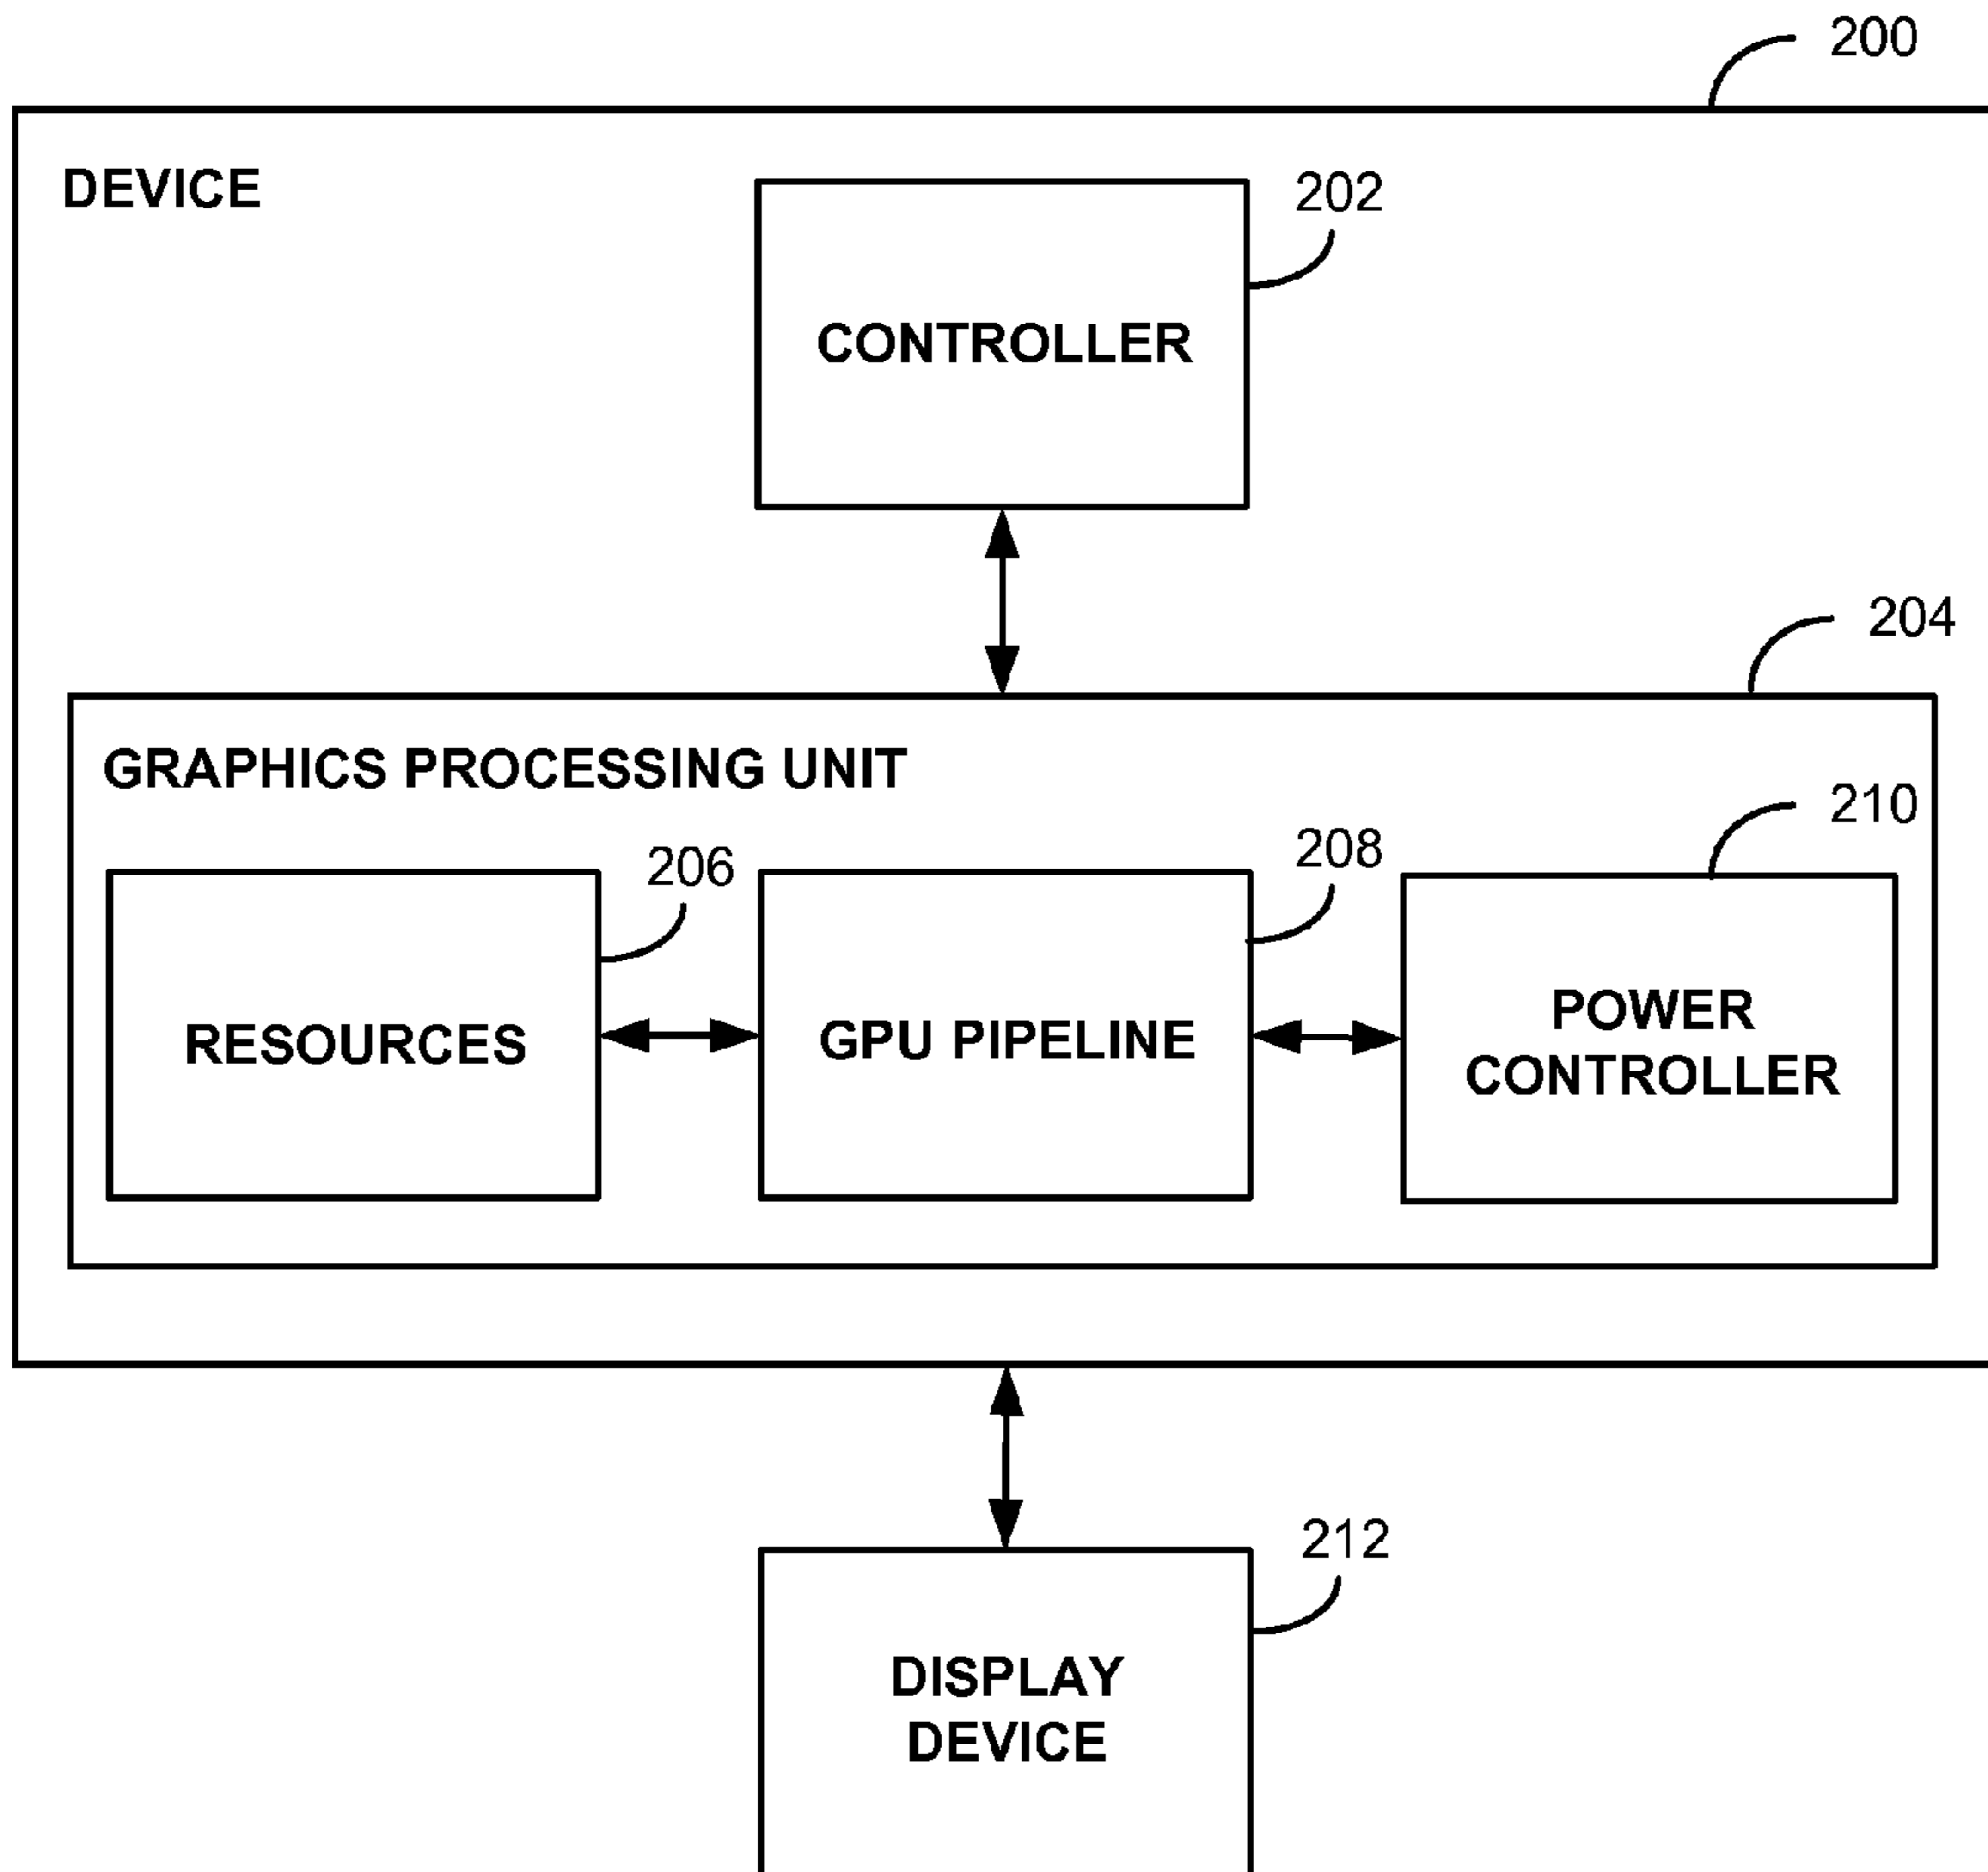 200
DEVICE
202
CONTROLLER
204
GRAPHICS PROCESSING UNIT
210
208
206
RESOURCES
GPU PIPELINE
POWER
CONTROLLER
212
DISPLAY
DEVICE